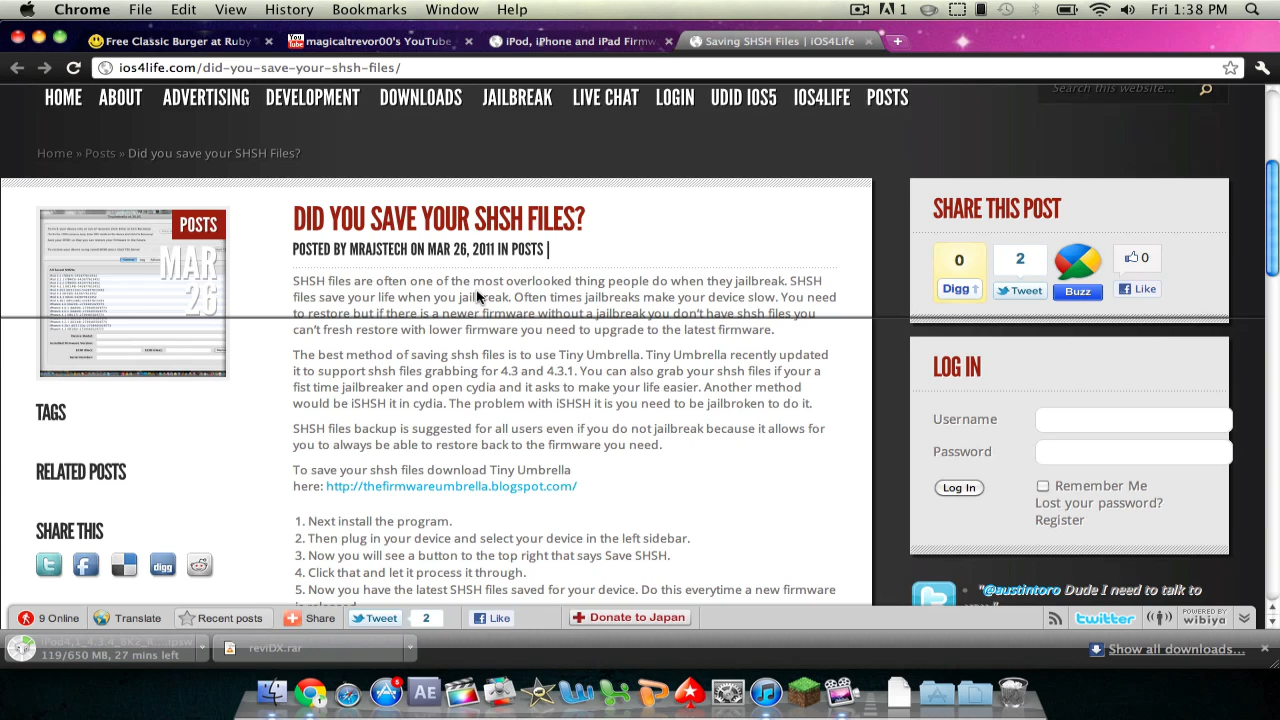 Chrome File Edit View History Bookmarks Window Help
1 Fri 1:38 PM
Free Classic Burger at Ruby
magicaltrevor00's YouTube
iPod, iPhone and iPad Firmw
Saving SHSH Files | iOS4Life
ios4life.com/did-you-save-your-shsh-files/
HOME ABOUT ADVERTISING DEVELOPMENT DOWNLOADS JAILBREAK LIVE CHAT LOGIN UDID IOS5 IOS4LIFE POSTS
Search this website...
Home » Posts » Did you save your SHSH Files?
POSTS
MAR
26
TAGS
RELATED POSTS
SHARE THIS
digg
DID YOU SAVE YOUR SHSH FILES?
POSTED BY MRAJSTECH ON MAR 26, 2011 IN POSTS |
SHSH files are often one of the most overlooked thing people do when they jailbreak. SHSH
files save your life when you jailbreak. Often times jailbreaks make your device slow. You need
to restore but if there is a newer firmware without a jailbreak you don't have shsh files you
can't fresh restore with lower firmware you need to upgrade to the latest firmware.
The best method of saving shsh files is to use Tiny Umbrella. Tiny Umbrella recently updated
it to support shsh files grabbing for 4.3 and 4.3.1. You can also grab your shsh files if your a
fist time jailbreaker and open cydia and it asks to make your life easier. Another method
would be iSHSH it in cydia. The problem with iSHSH it is you need to be jailbroken to do it.
SHSH files backup is suggested for all users even if you do not jailbreak because it allows for
you to always be able to restore back to the firmware you need.
To save your shsh files download Tiny Umbrella
here: http://thefirmwareumbrella.blogspot.com/
1. Next install the program.
2. Then plug in your device and select your device in the left sidebar.
3. Now you will see a button to the top right that says Save SHSH.
4. Click that and let it process it through.
5. Now you have the latest SHSH files saved for your device. Do this everytime a new firmware
SHARE THIS POST
0 2 0
Digg Tweet Buzz Like
LOG IN
Username
Password
Log In
Remember Me
Lost your password?
Register
"@austintoro Dude I need to talk to
9 Online Translate Recent posts Share Tweet 2 Like Donate to Japan twitter POWERED BY wibiya
119/650 MB, 27 mins left
reviDX.rar
Show all downloads...
AE
5